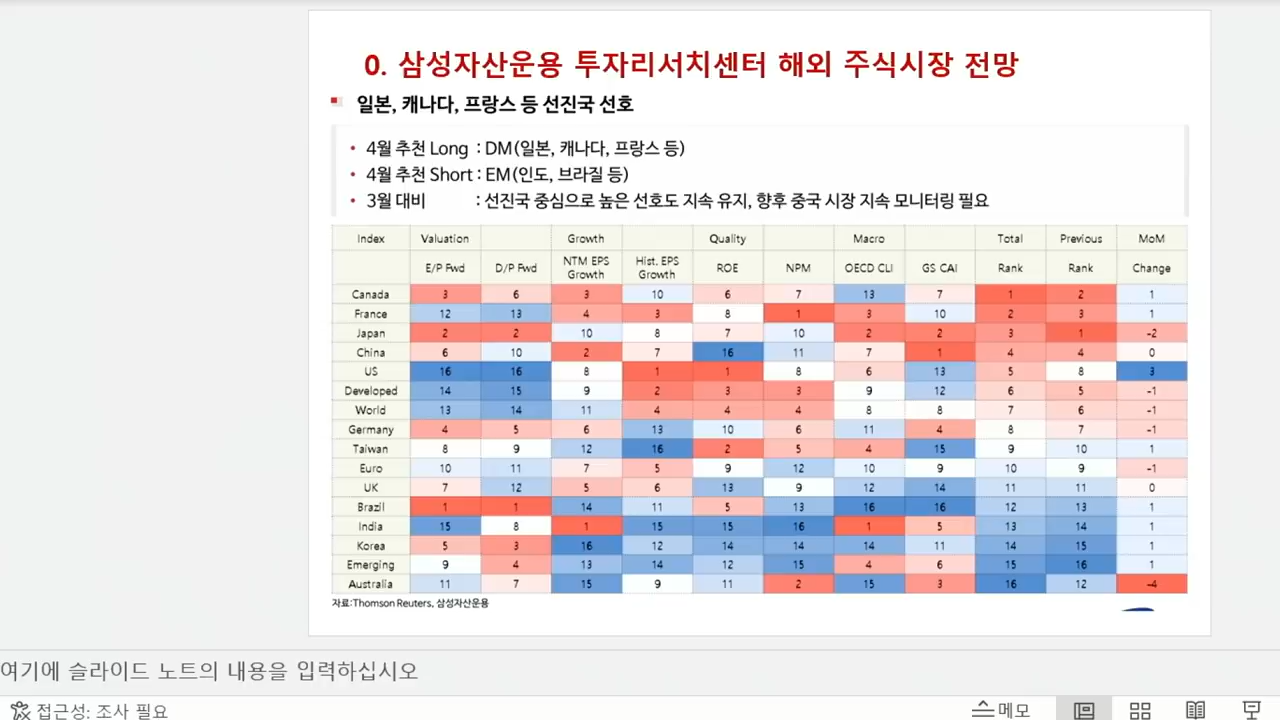 0. 삼성자산운용 투자리서치센터 해외 주식시장 전망
일본, 캐나다, 프랑스 등 선진국 선호
• 4월 추천 Long : DM(일본, 캐나다, 프랑스 등)
• 4월 추천 Short : EM(인도, 브라질 등)
• 3월 대비 : 선진국 중심으로 높은 선호도 지속 유지, 향후 중국 시장 지속 모니터링 필요
Index Valuation Growth Quality Macro Total Previous MoM
E/P Fwd D/P Fwd NTM EPS Growth Hist. EPS Growth ROE NPM OECD CLI GS CAI Rank Rank Change
Canada 3 6 3 10 6 7 13 7 1 2 1
France 12 13 4 3 8 1 3 10 2 3 1
Japan 2 2 10 8 7 10 2 2 3 1 -2
China 6 10 2 7 16 11 7 1 4 4 0
US 16 16 8 1 1 8 6 13 5 8 3
Developed 14 15 9 2 3 3 9 12 6 5 -1
World 13 14 11 4 4 4 8 8 7 6 -1
Germany 4 5 6 13 10 6 11 4 8 7 -1
Taiwan 8 9 12 16 2 5 4 15 9 10 1
Euro 10 11 7 5 9 12 10 9 10 9 -1
UK 7 12 5 6 13 9 12 14 11 11 0
Brazil 1 1 14 11 5 13 16 16 12 13 1
India 15 8 1 15 15 16 1 5 13 14 1
Korea 5 3 16 12 14 14 14 11 14 15 1
Emerging 9 4 13 14 12 15 4 6 15 16 1
Australia 11 7 15 9 11 2 15 3 16 12 -4
자료:Thomson Reuters, 삼성자산운용
여기에 슬라이드 노트의 내용을 입력하십시오
접근성: 조사 필요 메모